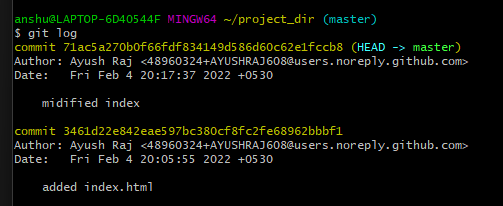 anshu@LAPTOP-6D40544F MINGW64 ~/project_dir (master)
$ git log
commit 71ac5a270b0f66fdf834149d586d60c62e1fccb8 (HEAD -> master)
Author: Ayush Raj <48960324+AYUSHRAJ608@users.noreply.github.com>
Date:   Fri Feb 4 20:17:37 2022 +0530
    midified index
commit 3461d22e842eae597bc380cf8fc2fe68962bbbf1
Author: Ayush Raj <48960324+AYUSHRAJ608@users.noreply.github.com>
Date:   Fri Feb 4 20:05:55 2022 +0530
    added index.html